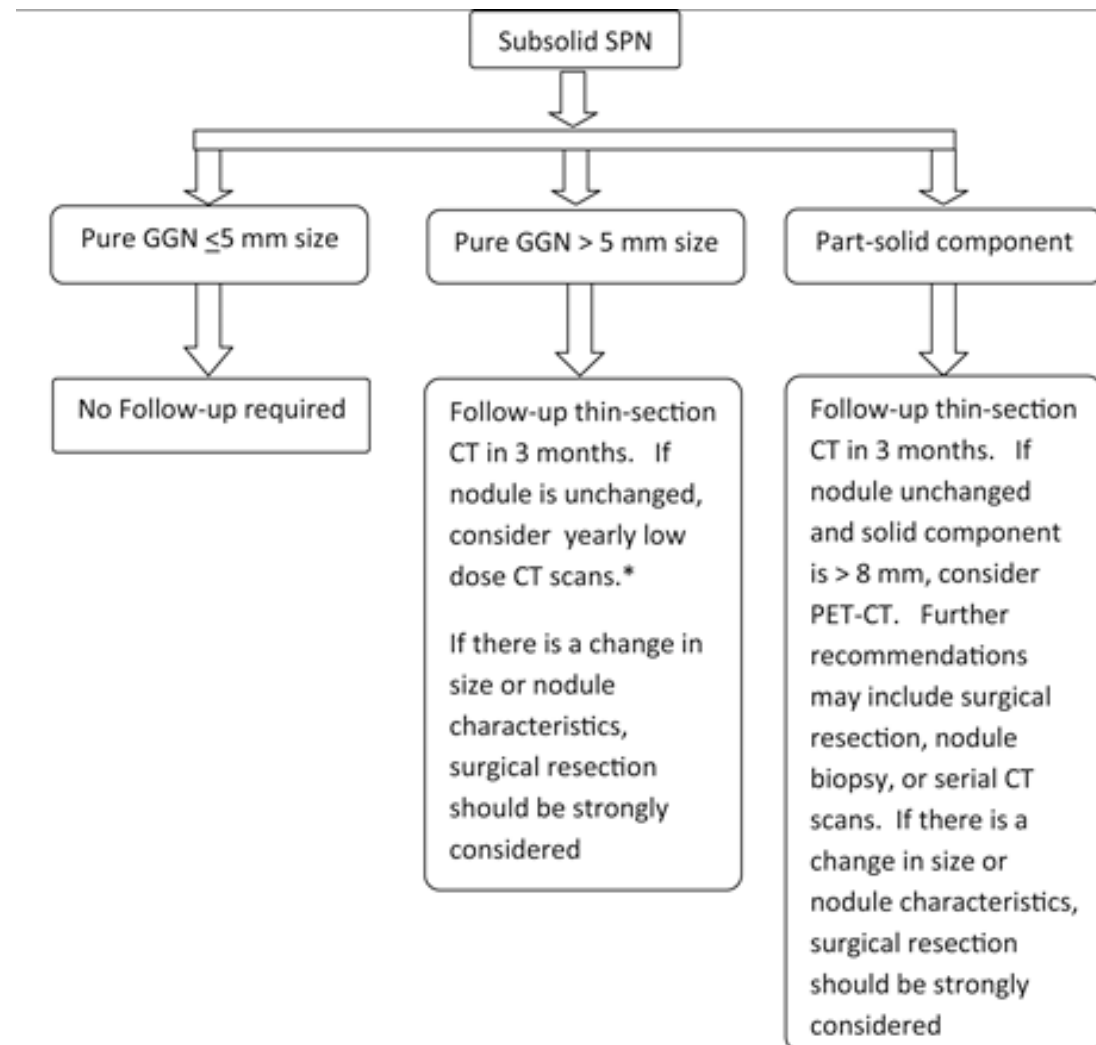 Subsolid SPN
Pure GGN ≤5 mm size
Pure GGN > 5 mm size
Part-solid component
No Follow-up required
Follow-up thin-section
CT in 3 months. If
nodule is unchanged,
consider yearly low
dose CT scans.*
If there is a change in
size or nodule
characteristics,
surgical resection
should be strongly
considered
Follow-up thin-section
CT in 3 months. If
nodule unchanged
and solid component
is > 8 mm, consider
PET-CT. Further
recommendations
may include surgical
resection, nodule
biopsy, or serial CT
scans. If there is a
change in size or
nodule characteristics,
surgical resection
should be strongly
considered